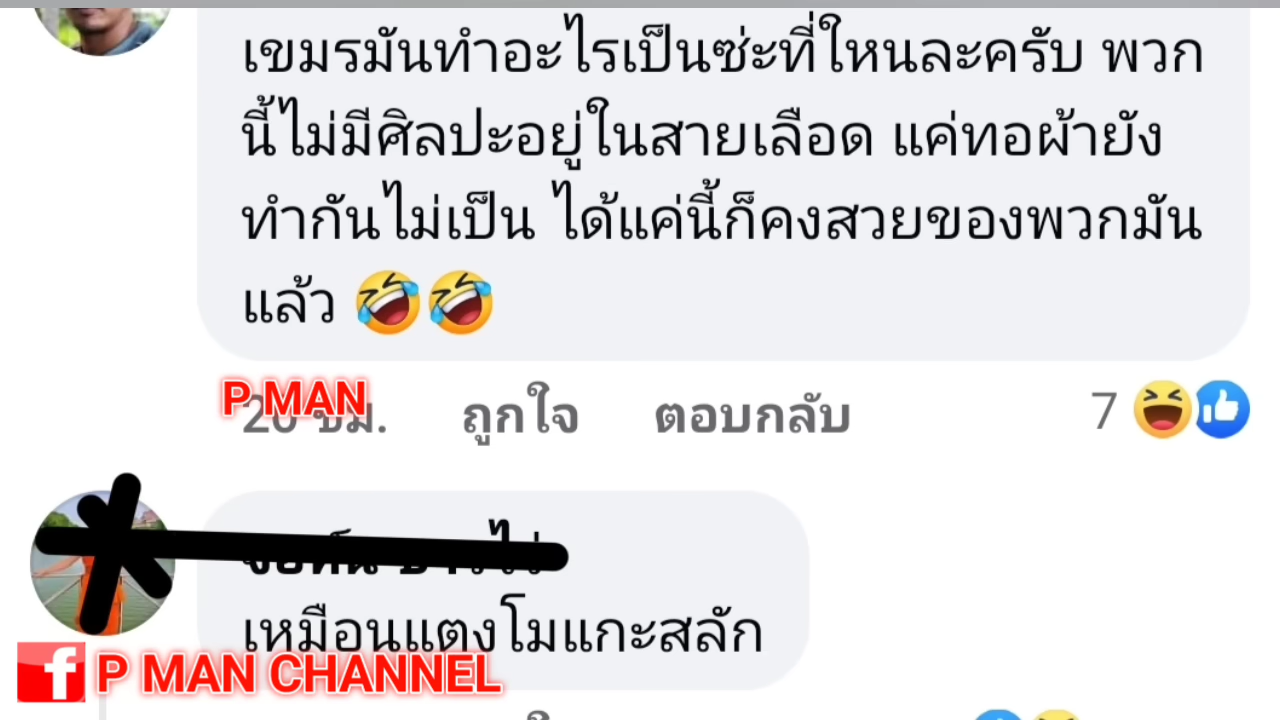 เขมรมันทำอะไรเป็นซ่ะที่ใหนละครับ พวก
นี้ไม่มีศิลปะอยู่ในสายเลือด แค่ทอผ้ายัง
ทำกันไม่เป็น ได้แค่นี้ก็คงสวยของพวกมัน
แล้ว 🤣🤣
P MAN
20 ชม. ถูกใจ ตอบกลับ 7
เหมือนแตงโมแกะสลัก
f P MAN CHANNEL